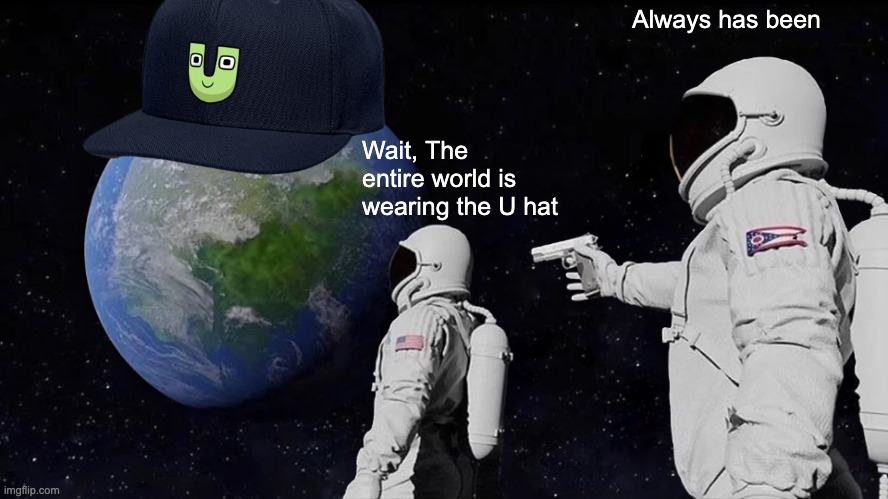 Always has been
Wait, The
entire world is
wearing the U hat
U
imgflip.com